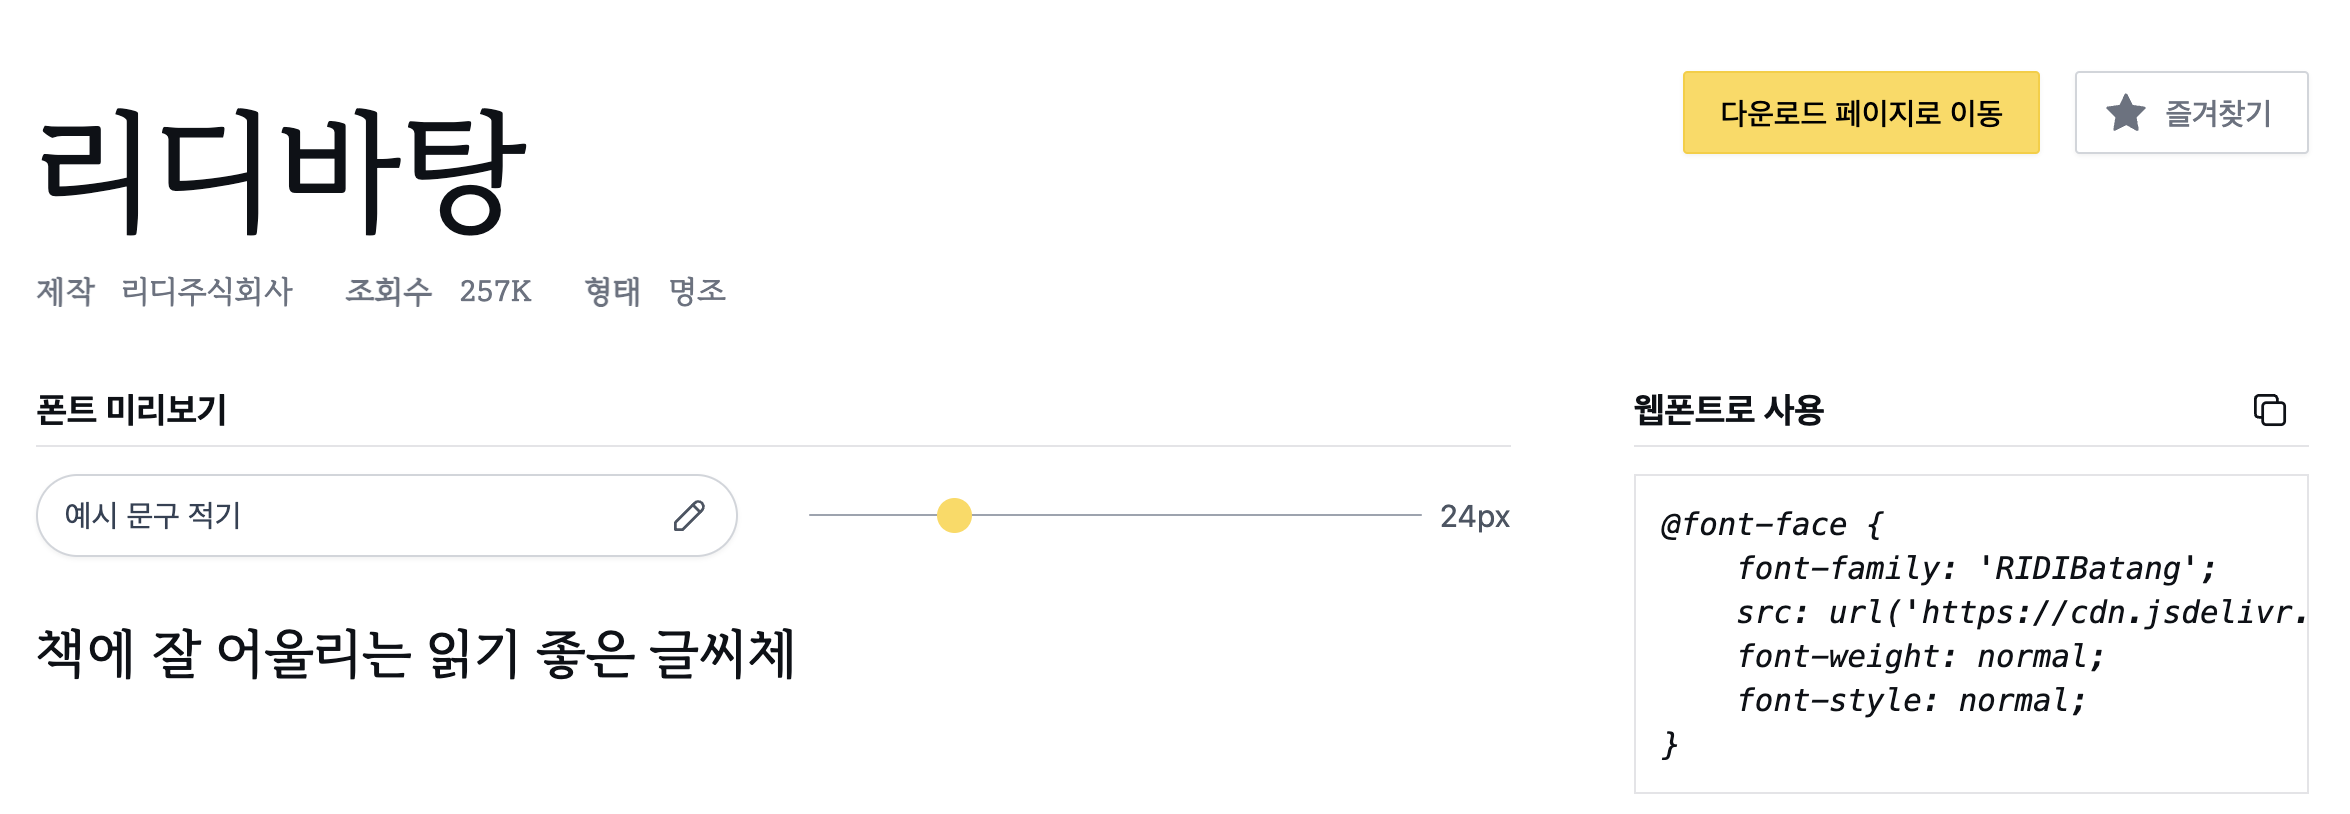 리디바탕
다운로드 페이지로 이동
즐겨찾기
제작 리디주식회사 조회수 257K 형태 명조
폰트 미리보기
예시 문구 적기
24px
책에 잘 어울리는 읽기 좋은 글씨체
웹폰트로 사용
@font-face {
    font-family: 'RIDIBatang';
    src: url('https://cdn.jsdelivr.
    font-weight: normal;
    font-style: normal;
}